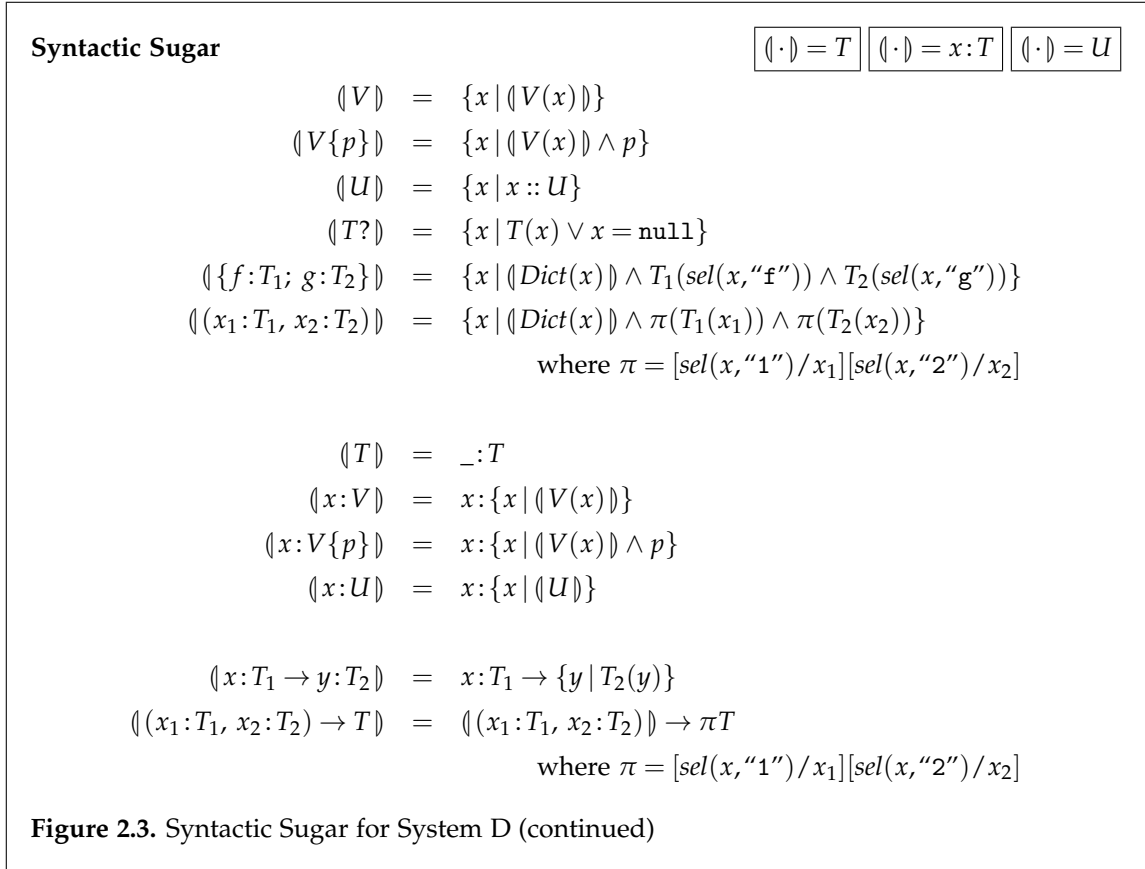 Syntactic Sugar ⦇·⦈ = T ⦇·⦈ = x:T ⦇·⦈ = U
⦇V⦈ = {x | ⦇V(x)⦈}
⦇V{p}⦈ = {x | ⦇V(x)⦈ ∧ p}
⦇U⦈ = {x | x :: U}
⦇T?⦈ = {x | T(x) ∨ x = null}
⦇{f:T₁; g:T₂}⦈ = {x | ⦇Dict(x)⦈ ∧ T₁(sel(x,“f”)) ∧ T₂(sel(x,“g”))}
⦇(x₁:T₁, x₂:T₂)⦈ = {x | ⦇Dict(x)⦈ ∧ π(T₁(x₁)) ∧ π(T₂(x₂))}
where π = [sel(x,“1”)/x₁][sel(x,“2”)/x₂]
⦇T⦈ = _:T
⦇x:V⦈ = x:{x | ⦇V(x)⦈}
⦇x:V{p}⦈ = x:{x | ⦇V(x)⦈ ∧ p}
⦇x:U⦈ = x:{x | ⦇U⦈}
⦇x:T₁ → y:T₂⦈ = x:T₁ → {y | T₂(y)}
⦇(x₁:T₁, x₂:T₂) → T⦈ = ⦇(x₁:T₁, x₂:T₂)⦈ → πT
where π = [sel(x,“1”)/x₁][sel(x,“2”)/x₂]
Figure 2.3. Syntactic Sugar for System D (continued)